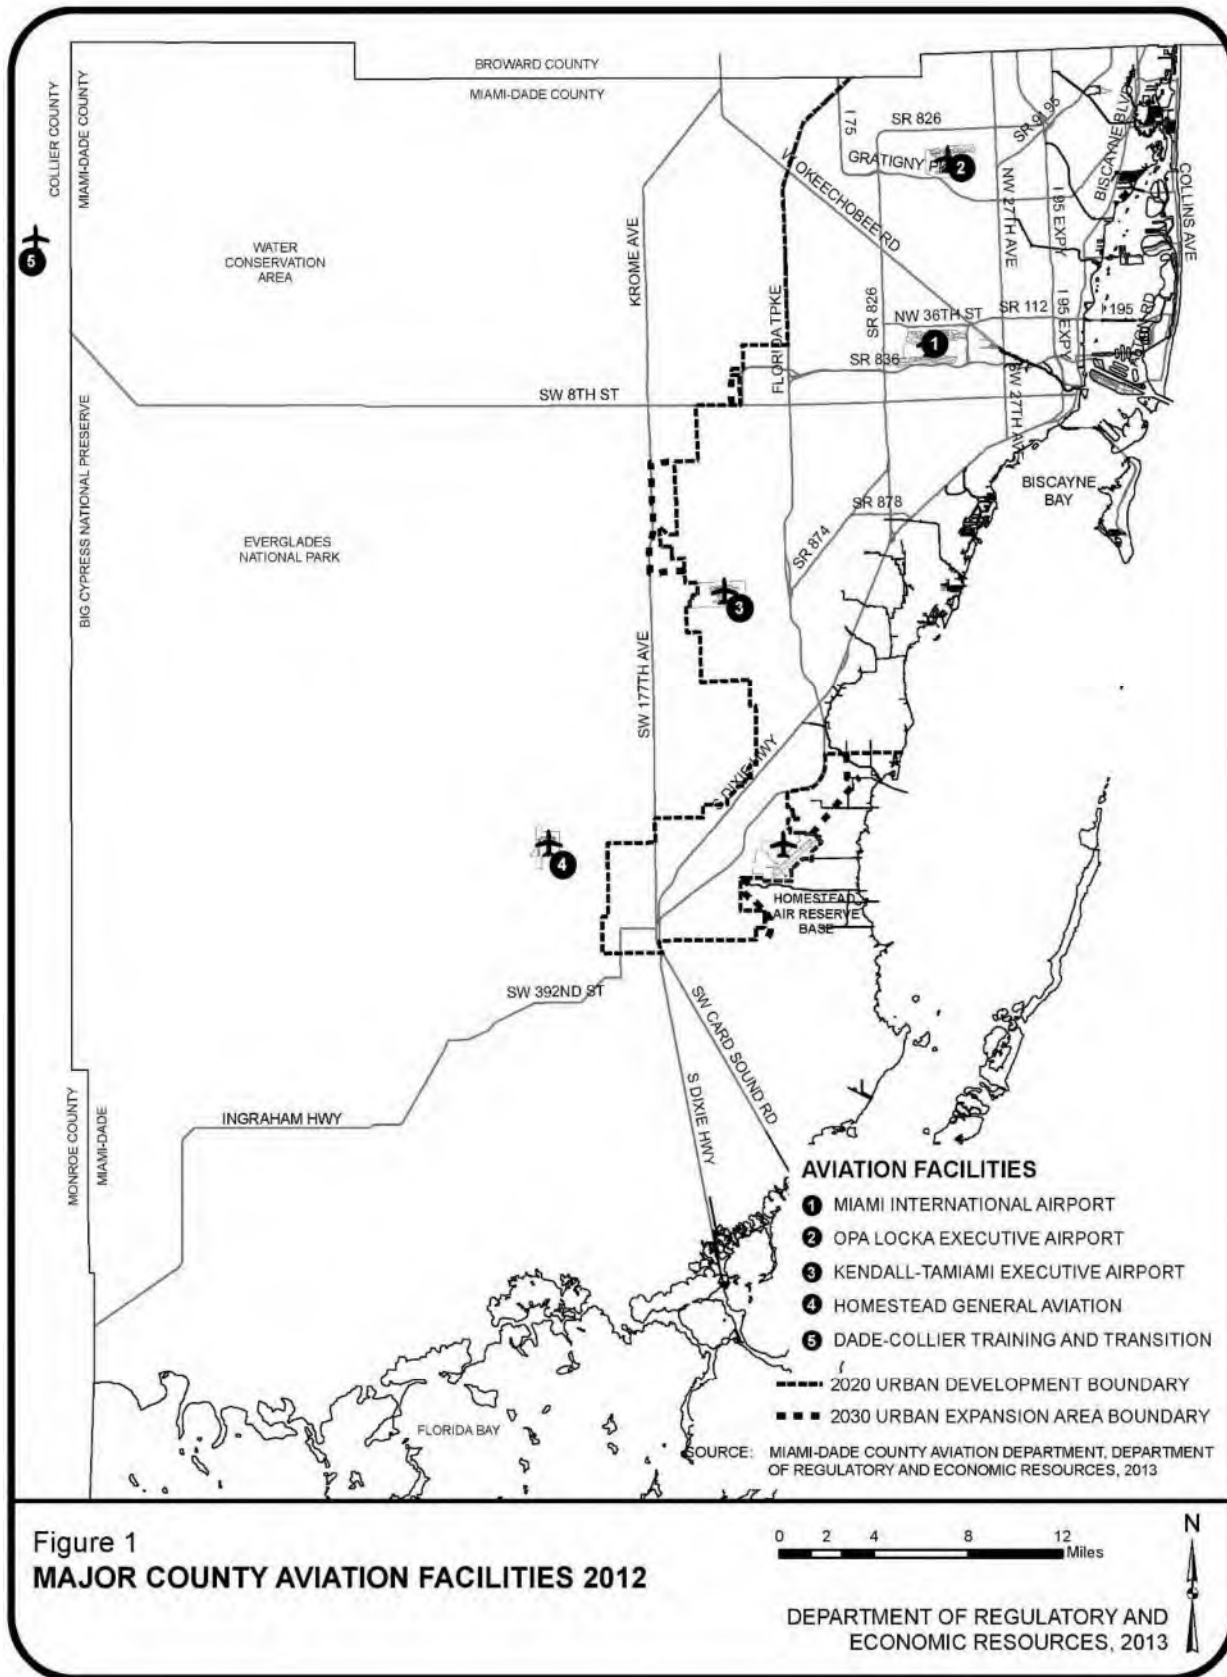 BROWARD COUNTY
MIAMI-DADE COUNTY
COLLIER COUNTY
MIAMI-DADE COUNTY
I 75
SR 826
SR 9
I 95
BISCAYNE BLVD
GRATIGNY
2
W OKEECHOBEE RD
NW 27TH AVE
I 95 EXPY
COLLINS AVE
5
WATER
CONSERVATION
AREA
KROME AVE
FLORIDA TPKE
SR 826
NW 36TH ST
SR 112
I 95 EXPY
195
1
SR 836
SW 8TH ST
SW 27TH AVE
BIG CYPRESS NATIONAL PRESERVE
BISCAYNE
BAY
SR 878
SR 874
EVERGLADES
NATIONAL PARK
3
SW 177TH AVE
S DIXIE HWY
4
HOMESTEAD
AIR RESERVE
BASE
SW 392ND ST
SW CARD SOUND RD
S DIXIE HWY
MONROE COUNTY
MIAMI-DADE
INGRAHAM HWY
FLORIDA BAY
AVIATION FACILITIES
1 MIAMI INTERNATIONAL AIRPORT
2 OPA LOCKA EXECUTIVE AIRPORT
3 KENDALL-TAMIAMI EXECUTIVE AIRPORT
4 HOMESTEAD GENERAL AVIATION
5 DADE-COLLIER TRAINING AND TRANSITION
2020 URBAN DEVELOPMENT BOUNDARY
2030 URBAN EXPANSION AREA BOUNDARY
SOURCE: MIAMI-DADE COUNTY AVIATION DEPARTMENT, DEPARTMENT
OF REGULATORY AND ECONOMIC RESOURCES, 2013
Figure 1
MAJOR COUNTY AVIATION FACILITIES 2012
0 2 4 8 12
Miles
N
DEPARTMENT OF REGULATORY AND
ECONOMIC RESOURCES, 2013